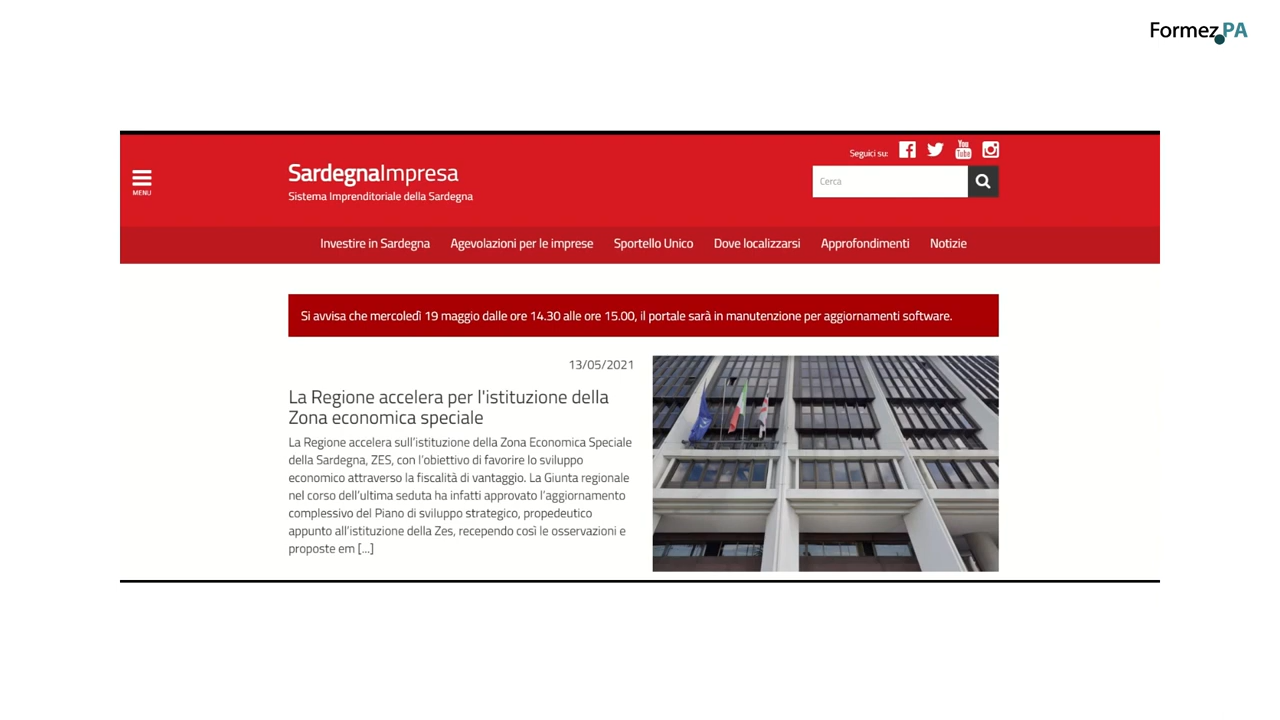 Formez.PA
Seguici su:
You
Tube
MENU
SardegnaImpresa
Sistema Imprenditoriale della Sardegna
Cerca
Investire in Sardegna Agevolazioni per le imprese Sportello Unico Dove localizzarsi Approfondimenti Notizie
Si avvisa che mercoledì 19 maggio dalle ore 14.30 alle ore 15.00, il portale sarà in manutenzione per aggiornamenti software.
13/05/2021
La Regione accelera per l'istituzione della
Zona economica speciale
La Regione accelera sull’istituzione della Zona Economica Speciale
della Sardegna, ZES, con l’obiettivo di favorire lo sviluppo
economico attraverso la fiscalità di vantaggio. La Giunta regionale
nel corso dell’ultima seduta ha infatti approvato l’aggiornamento
complessivo del Piano di sviluppo strategico, propedeutico
appunto all’istituzione della Zes, recependo così le osservazioni e
proposte em [...]